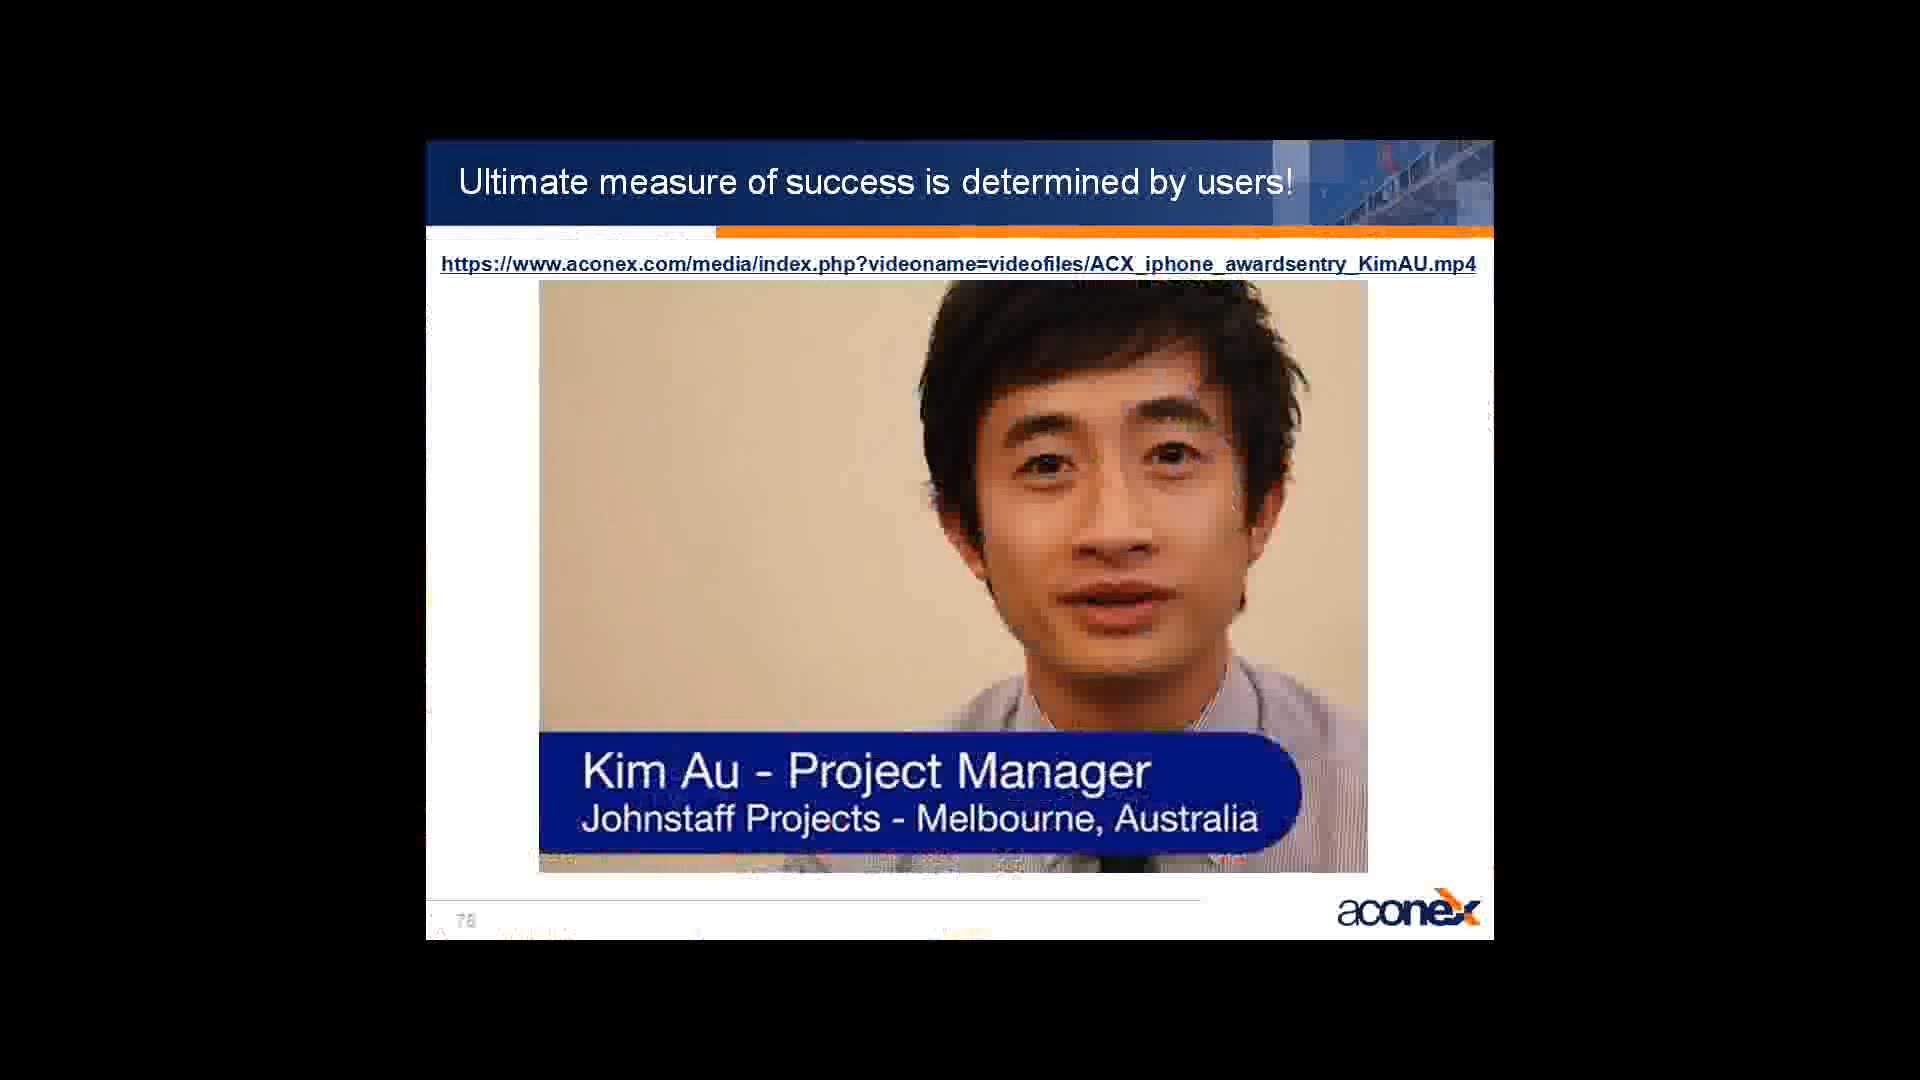 Ultimate measure of success is determined by users!
https://www.aconex.com/media/index.php?videoname=videofiles/ACX_iphone_awardsentry_KimAU.mp4
Kim Au - Project Manager
Johnstaff Projects - Melbourne, Australia
78
aconex